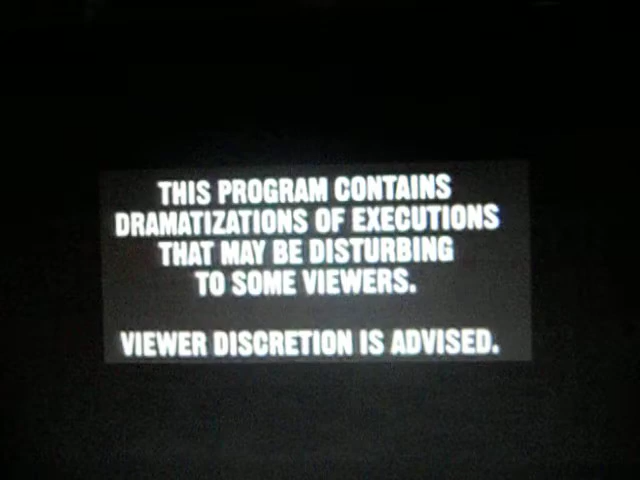 THIS PROGRAM CONTAINS
DRAMATIZATIONS OF EXECUTIONS
THAT MAY BE DISTURBING
TO SOME VIEWERS.
VIEWER DISCRETION IS ADVISED.